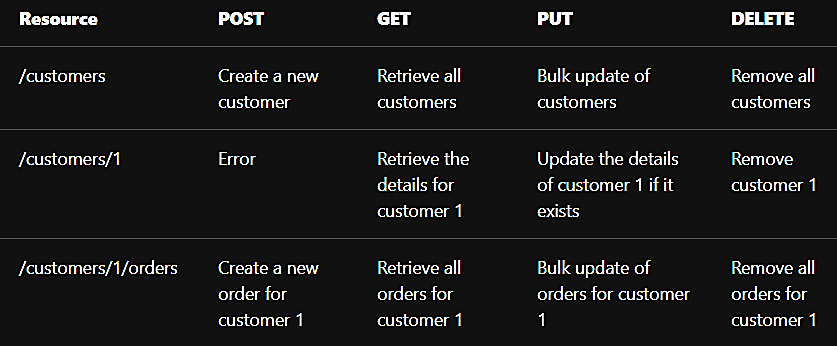 Resource POST GET PUT DELETE
/customers Create a new Retrieve all Bulk update of Remove all
customer customers customers customers
/customers/1 Error Retrieve the Update the details Remove
details for of customer 1 if it customer 1
customer 1 exists
/customers/1/orders Create a new Retrieve all Bulk update of Remove all
order for orders for orders for customer orders for
customer 1 customer 1 1 customer 1